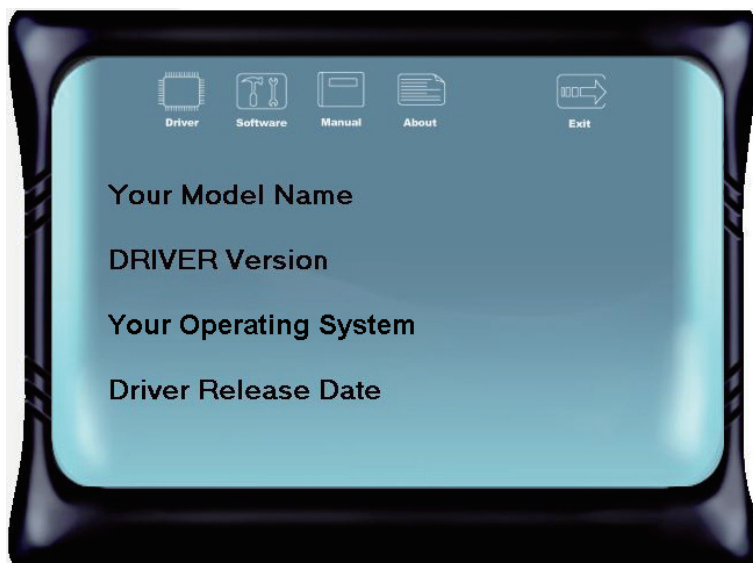 Driver Software Manual About Exit
Your Model Name
DRIVER Version
Your Operating System
Driver Release Date